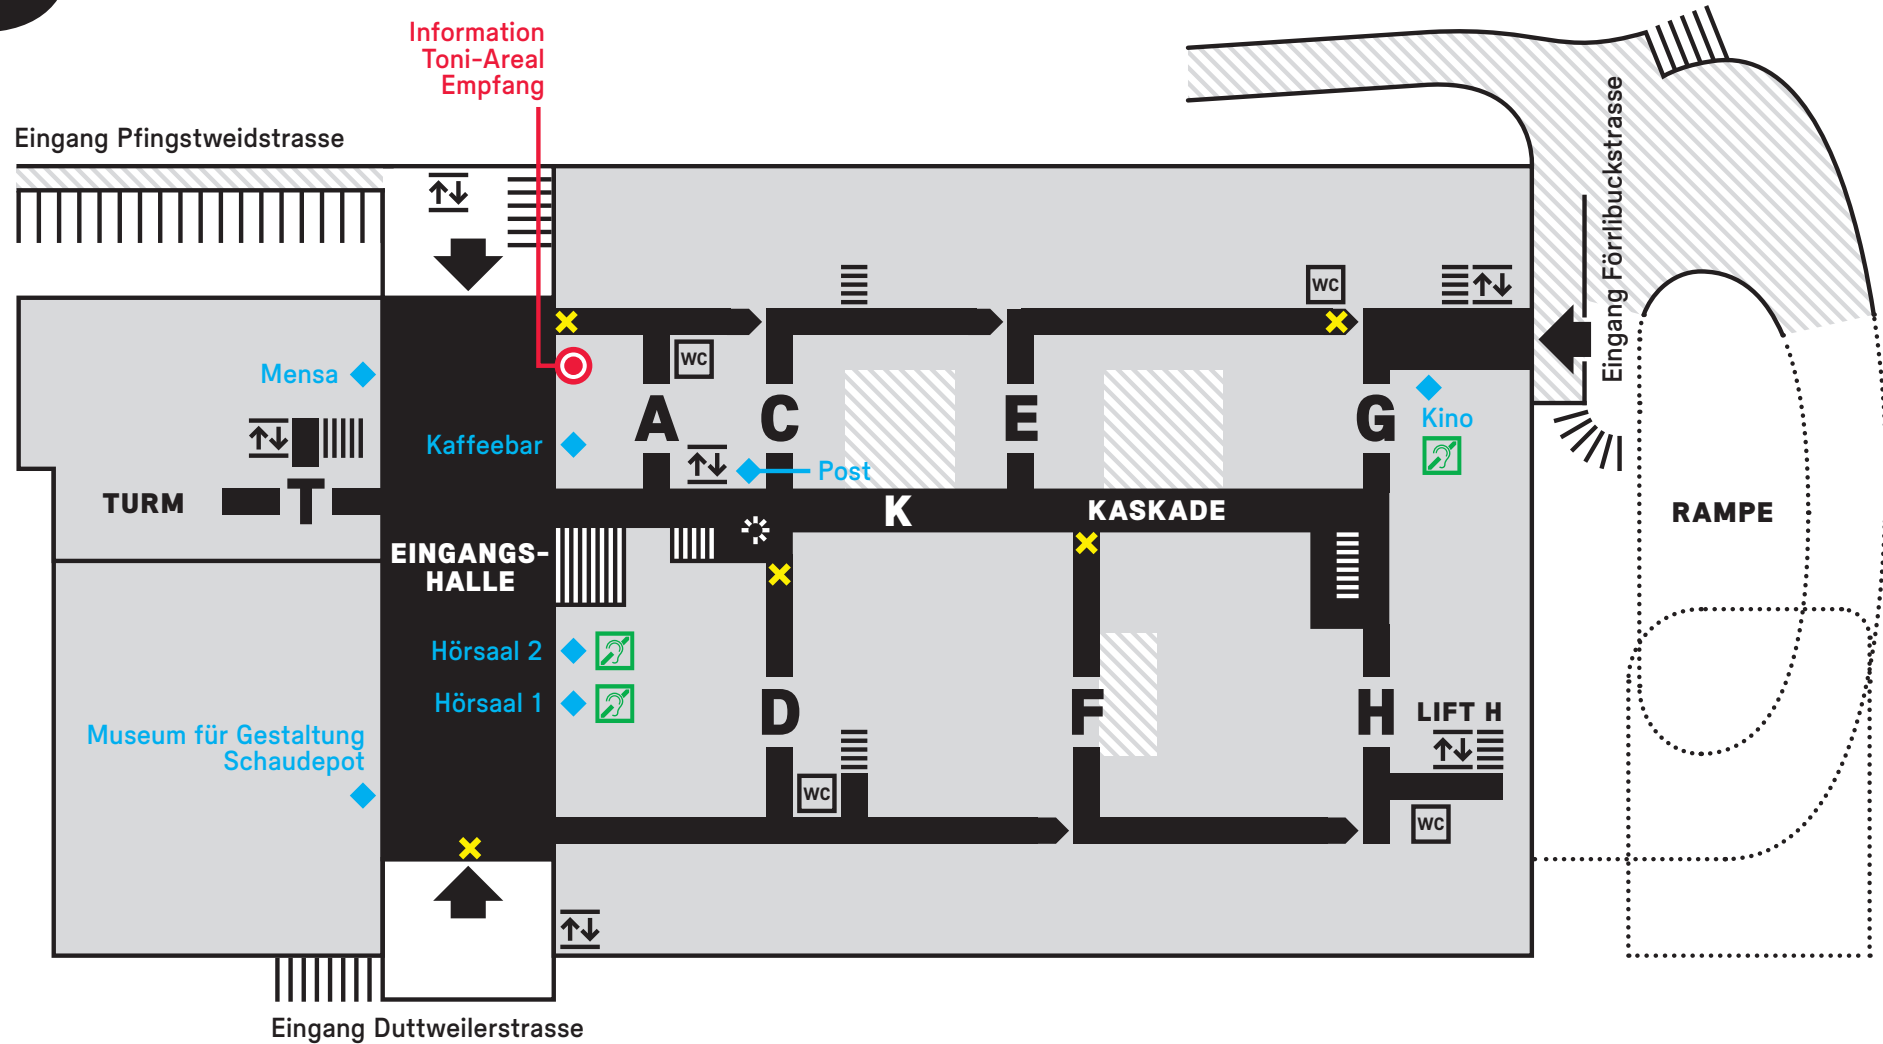 Information
Toni-Areal
Empfang
Eingang Pfingstweidstrasse
Eingang Förrlibuckstrasse
WC
WC
Mensa
A
C
E
G
Kino
Kaffeebar
Post
TURM
T
K
KASKADE
RAMPE
EINGANGS-
HALLE
Hörsaal 2
Hörsaal 1
D
F
H
LIFT H
Museum für Gestaltung
Schaudepot
WC
WC
Eingang Duttweilerstrasse